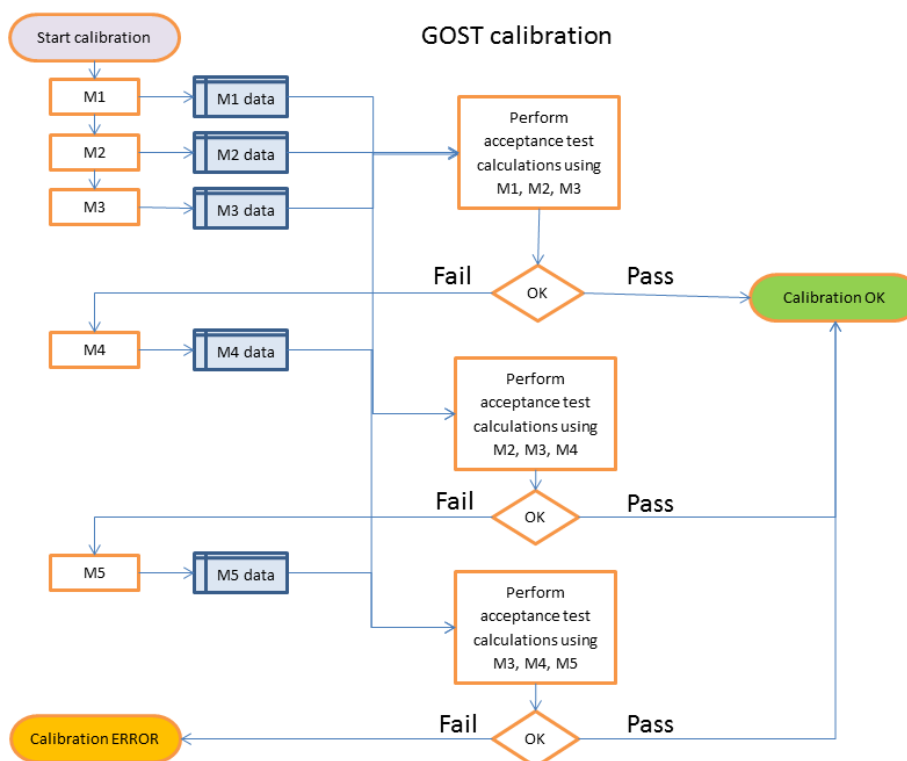 GOST calibration
Start calibration
M1
M1 data
M2
M2 data
M3
M3 data
Perform
acceptance test
calculations using
M1, M2, M3
Fail
OK
Pass
Calibration OK
M4
M4 data
Perform
acceptance test
calculations using
M2, M3, M4
Fail
OK
Pass
M5
M5 data
Perform
acceptance test
calculations using
M3, M4, M5
Fail
OK
Pass
Calibration ERROR